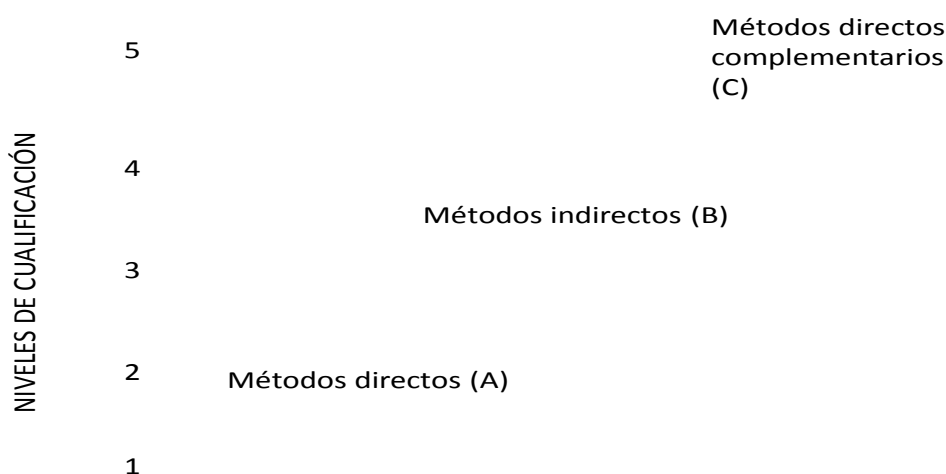 Métodos directos
complementarios
(C)
5
4
Métodos indirectos (B)
3
2
Métodos directos (A)
1
NIVELES DE CUALIFICACIÓN